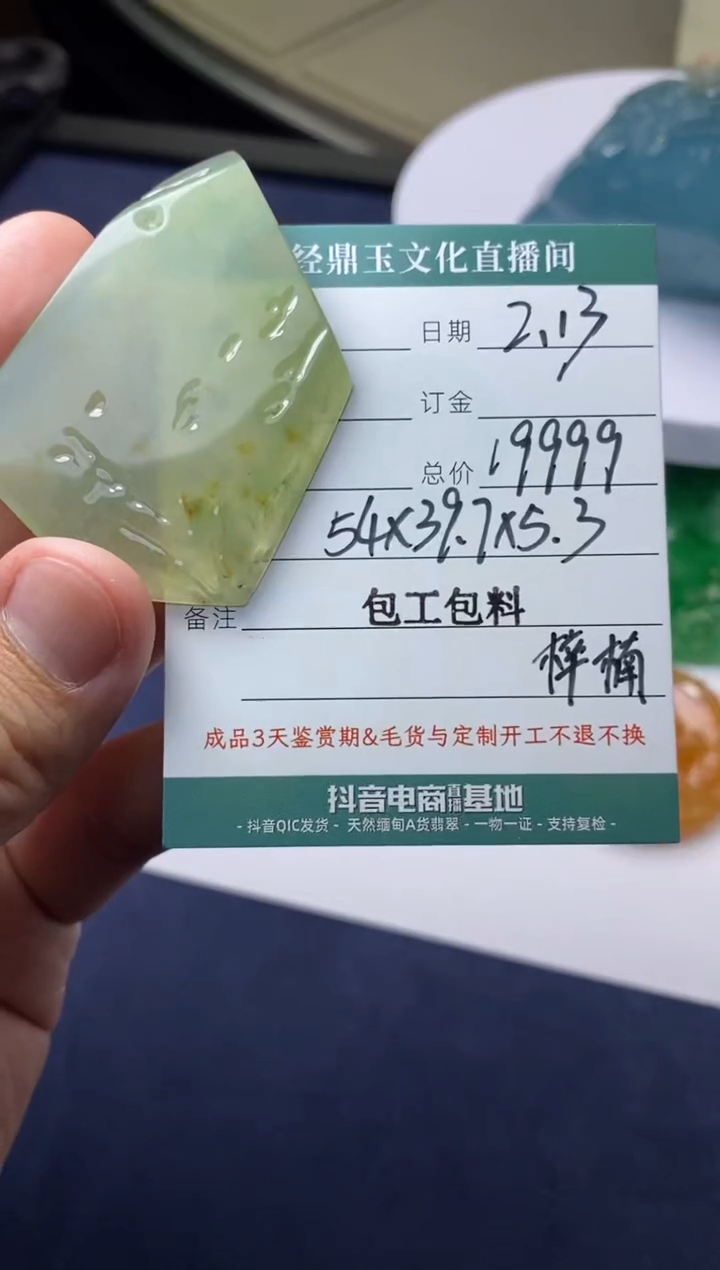 经鼎玉文化直播间
日期 2.13
订金
总价 19999
54x39.7x5.3
备注 包工包料
梓楠
成品3天鉴赏期&毛货与定制开工不退不换
抖音电商直播基地
- 抖音QIC发货 - 天然缅甸A货翡翠 - 一物一证 - 支持复检 -